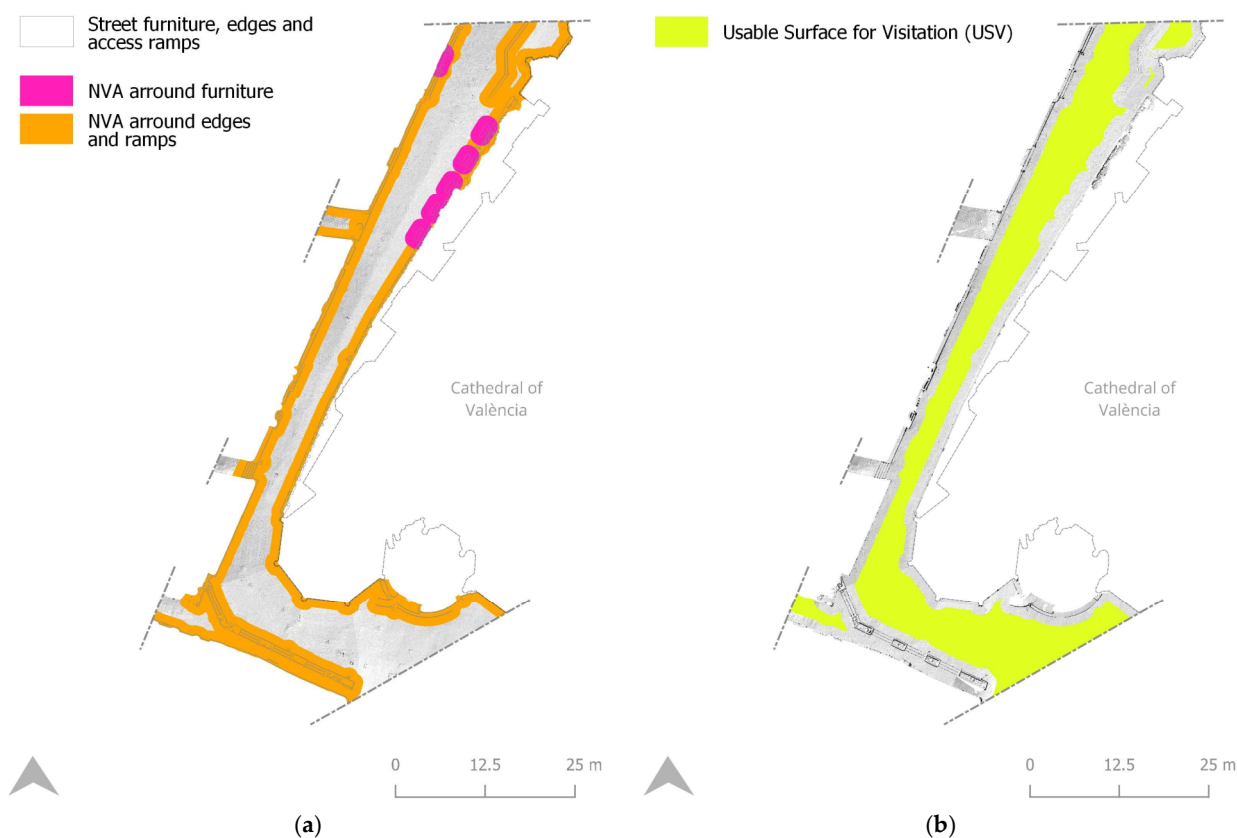 Street furniture, edges and
access ramps
NVA arround furniture
NVA arround edges
and ramps
Cathedral of
València
0 12.5 25 m
(a)
Usable Surface for Visitation (USV)
Cathedral of
València
0 12.5 25 m
(b)